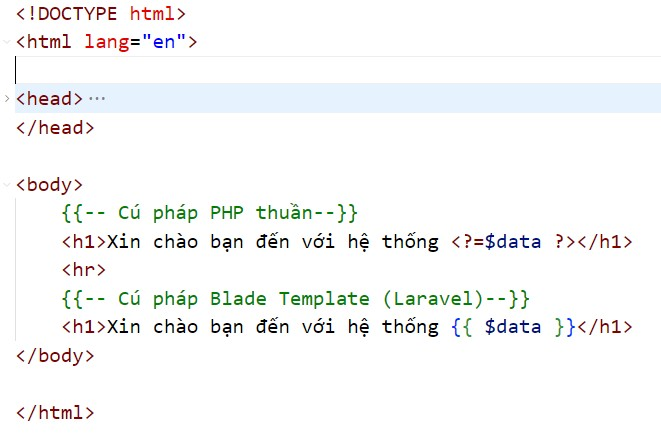 <!DOCTYPE html>
<html lang="en">
<head>···
</head>
<body>
{{-- Cú pháp PHP thuần--}}
<h1>Xin chào bạn đến với hệ thống <?=$data ?></h1>
<hr>
{{-- Cú pháp Blade Template (Laravel)--}}
<h1>Xin chào bạn đến với hệ thống {{ $data }}</h1>
</body>
</html>